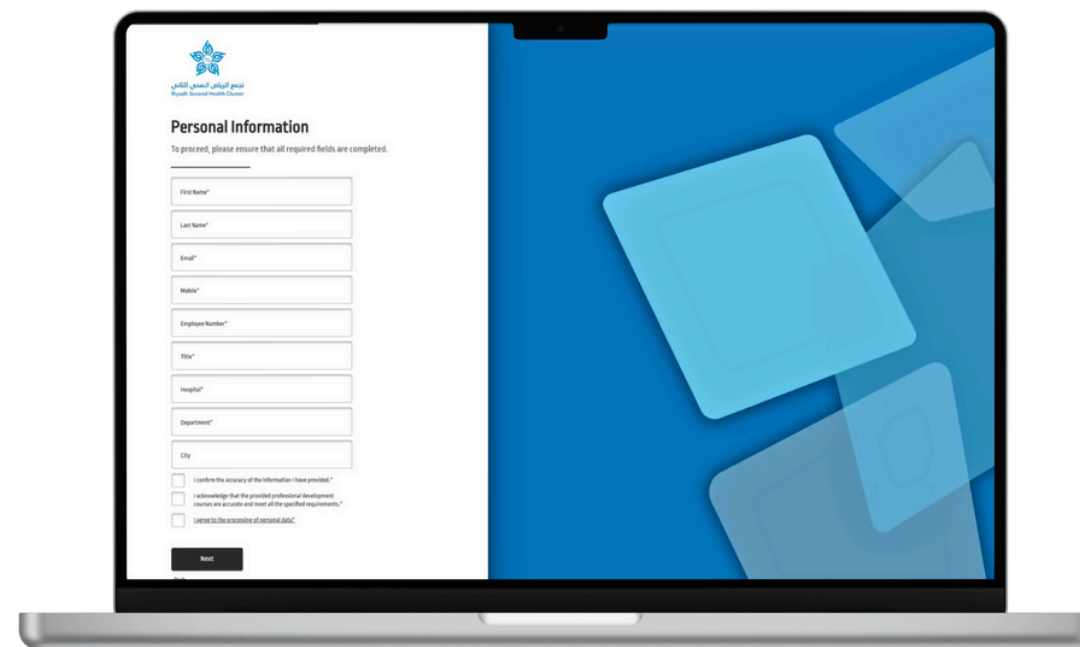 تجمع الرياض الصحي الثاني
Riyadh Second Health Cluster
Personal Information
To proceed, please ensure that all required fields are completed.
First Name*
Last Name*
Email*
Mobile*
Employee Number*
Title*
Hospital*
Department*
City
I confirm the accuracy of the information I have provided.*
I acknowledge that the provided professional development
courses are accurate and meet all the specified requirements.*
I agree to the processing of personal data*
Next